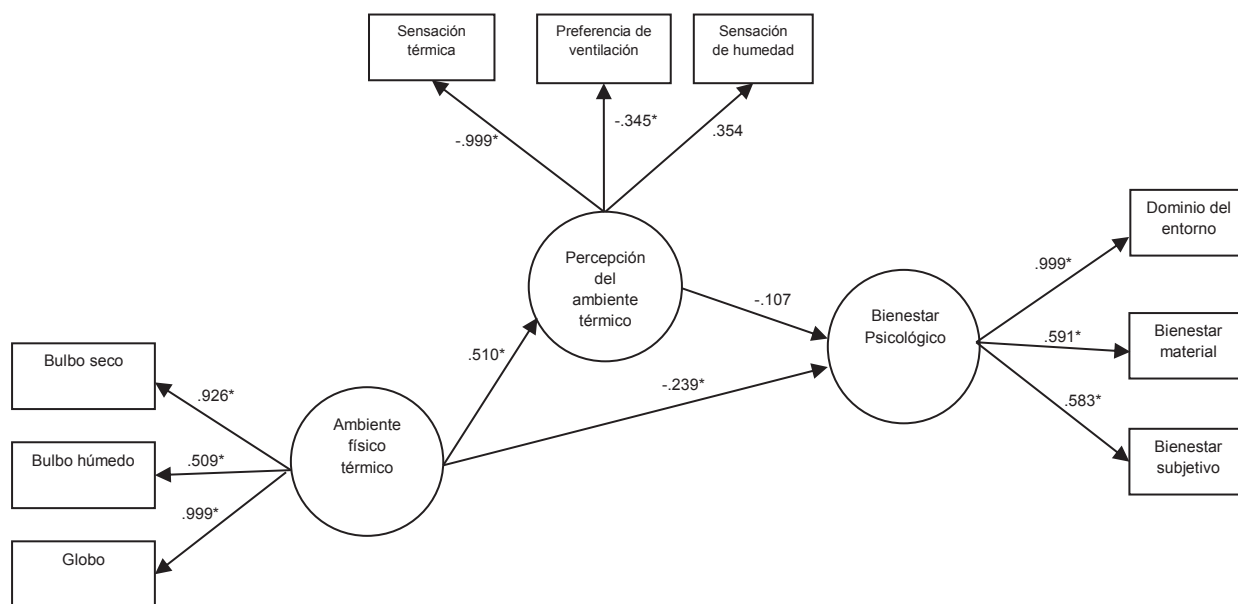 Sensación
térmica
Preferencia de
ventilación
Sensación
de humedad
-.999*
-.345*
.354
Percepción
del
ambiente
térmico
Dominio del
entorno
.999*
-.107
Bienestar
Psicológico
.591*
Bienestar
material
.583*
Bienestar
subjetivo
.510*
-.239*
Bulbo seco
.926*
Ambiente
físico
térmico
Bulbo húmedo
.509*
.999*
Globo